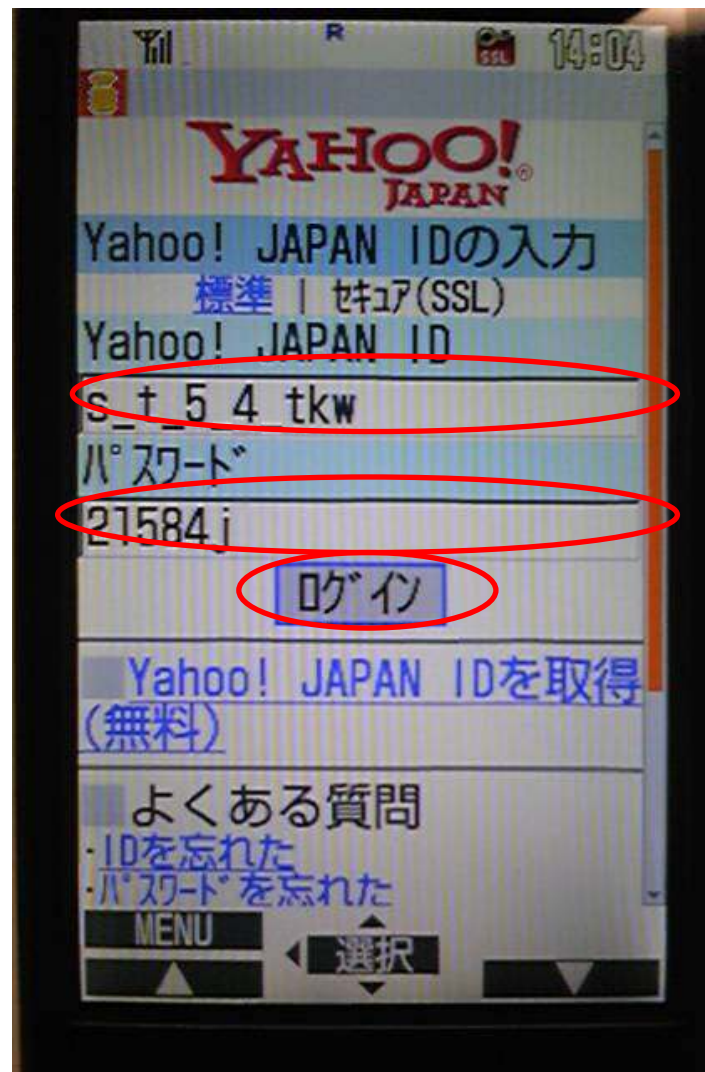 R SSL 14:04
YAHOO!
JAPAN
Yahoo! JAPAN IDの入力
標準 | セキュア(SSL)
Yahoo! JAPAN ID
s_t_5_4_tkw
パスワード
21584j
ログイン
Yahoo! JAPAN IDを取得
(無料)
よくある質問
·IDを忘れた
·パスワードを忘れた
MENU
選択